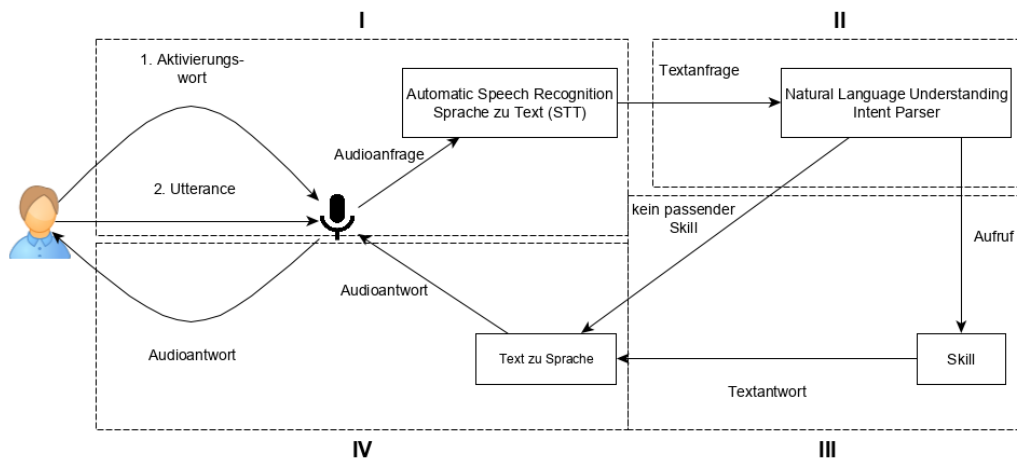 I
II
1. Aktivierungs-
wort
Automatic Speech Recognition
Sprache zu Text (STT)
Textanfrage
Natural Language Understanding
Intent Parser
Audioanfrage
2. Utterance
kein passender
Skill
Aufruf
Audioantwort
Audioantwort
Text zu Sprache
Skill
Textantwort
IV
III